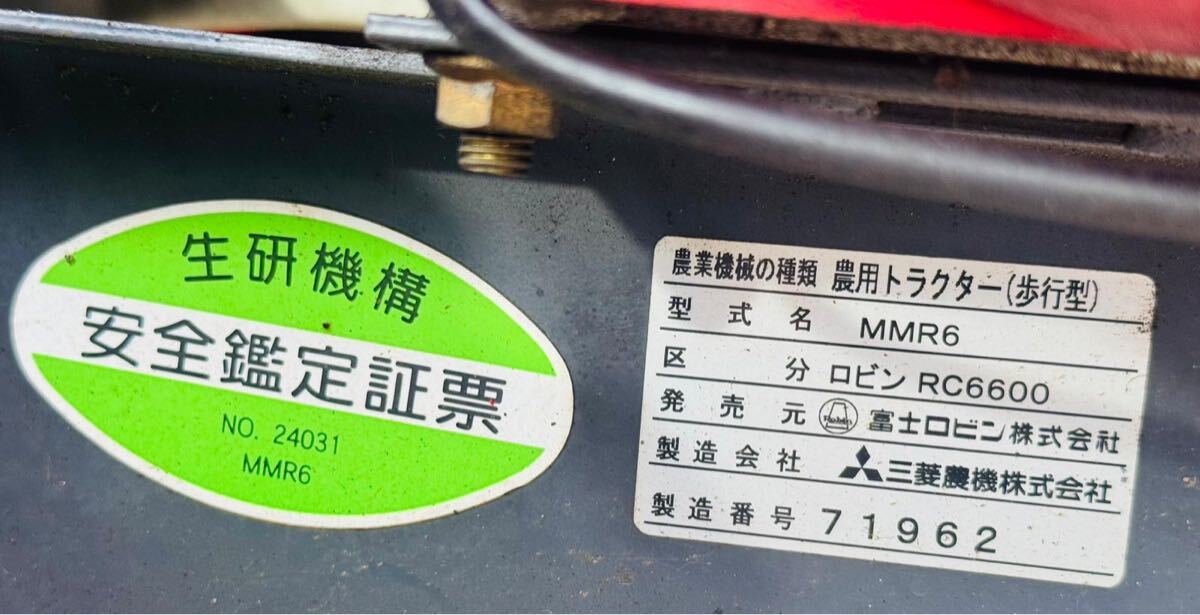 生研機構
安全鑑定証票
NO. 24031
MMR6
農業機械の種類 農用トラクター(歩行型)
型式名 MMR6
区分 ロビン RC6600
発売元 富士ロビン株式会社
製造会社 三菱農機株式会社
製造番号 71962